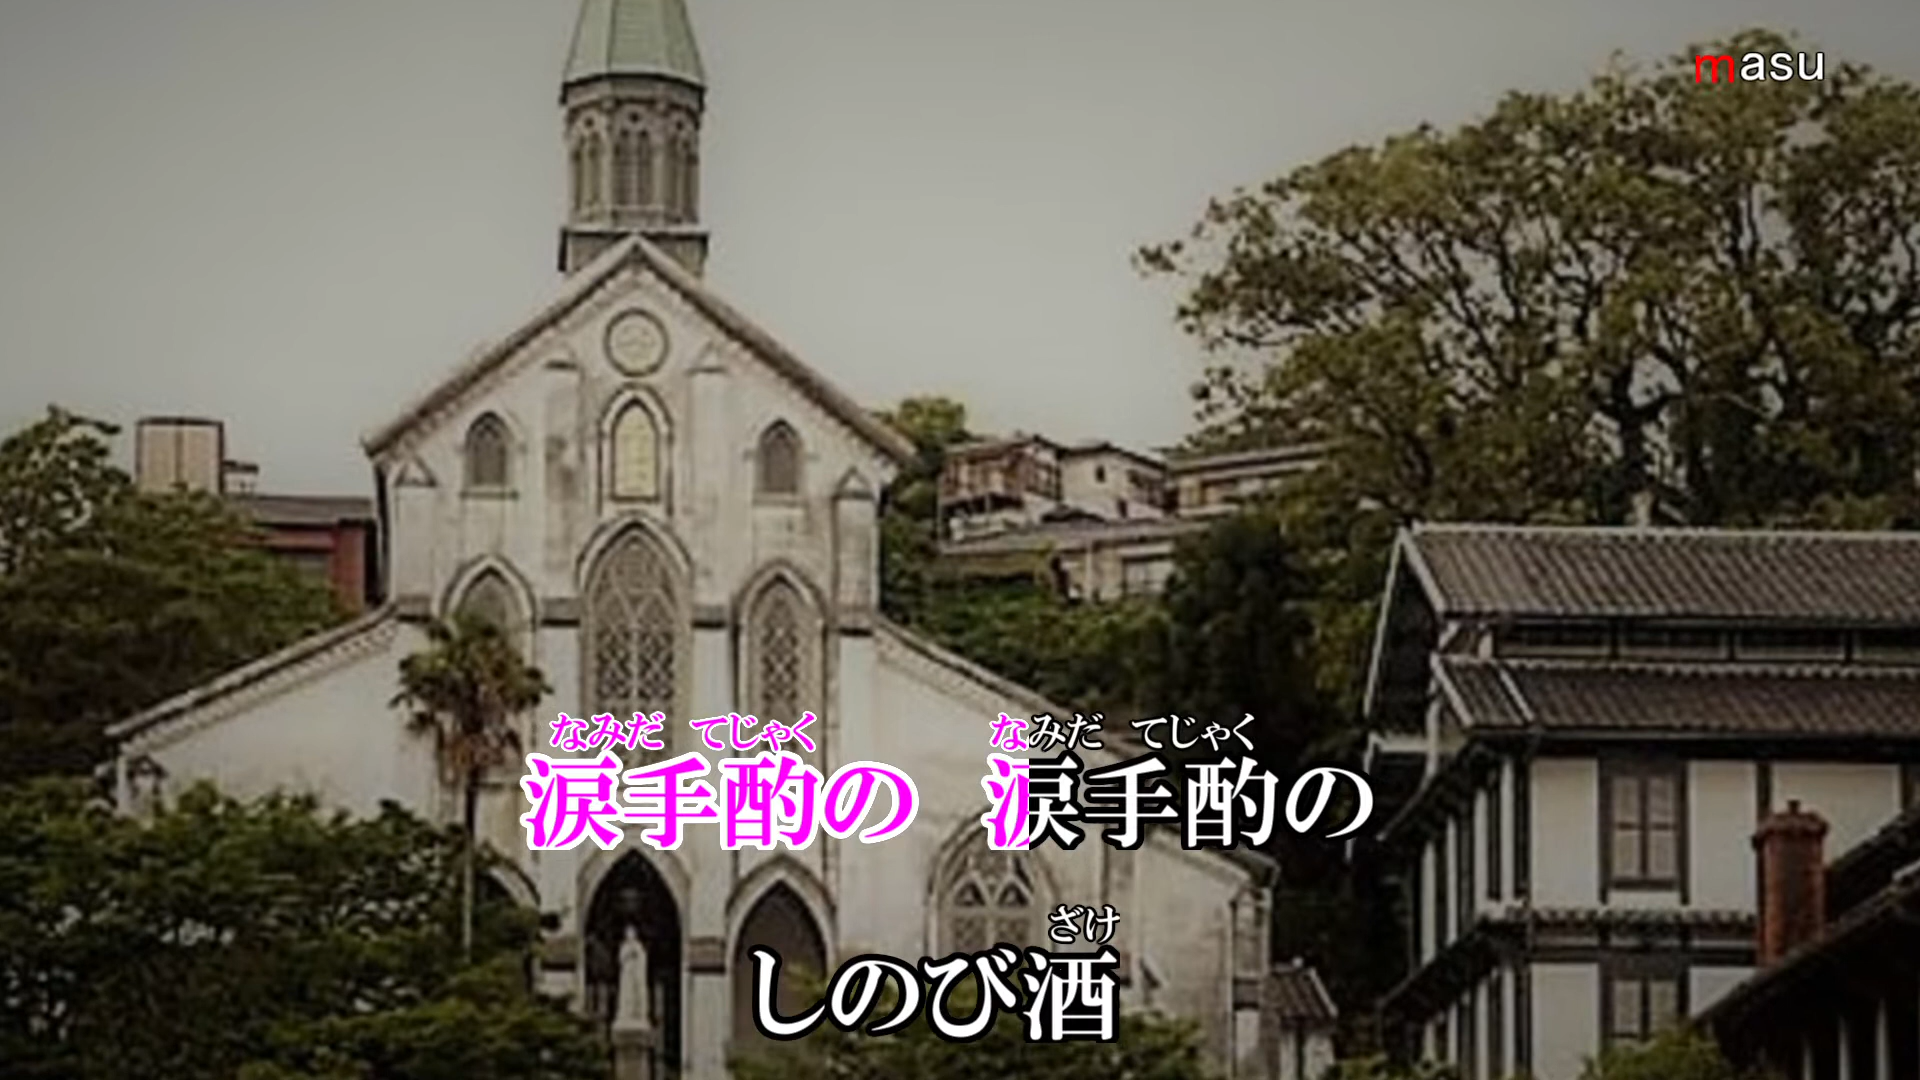 masu
なみだ てじゃく なみだ てじゃく
涙手酌の 涙手酌の
ざけ
しのび酒